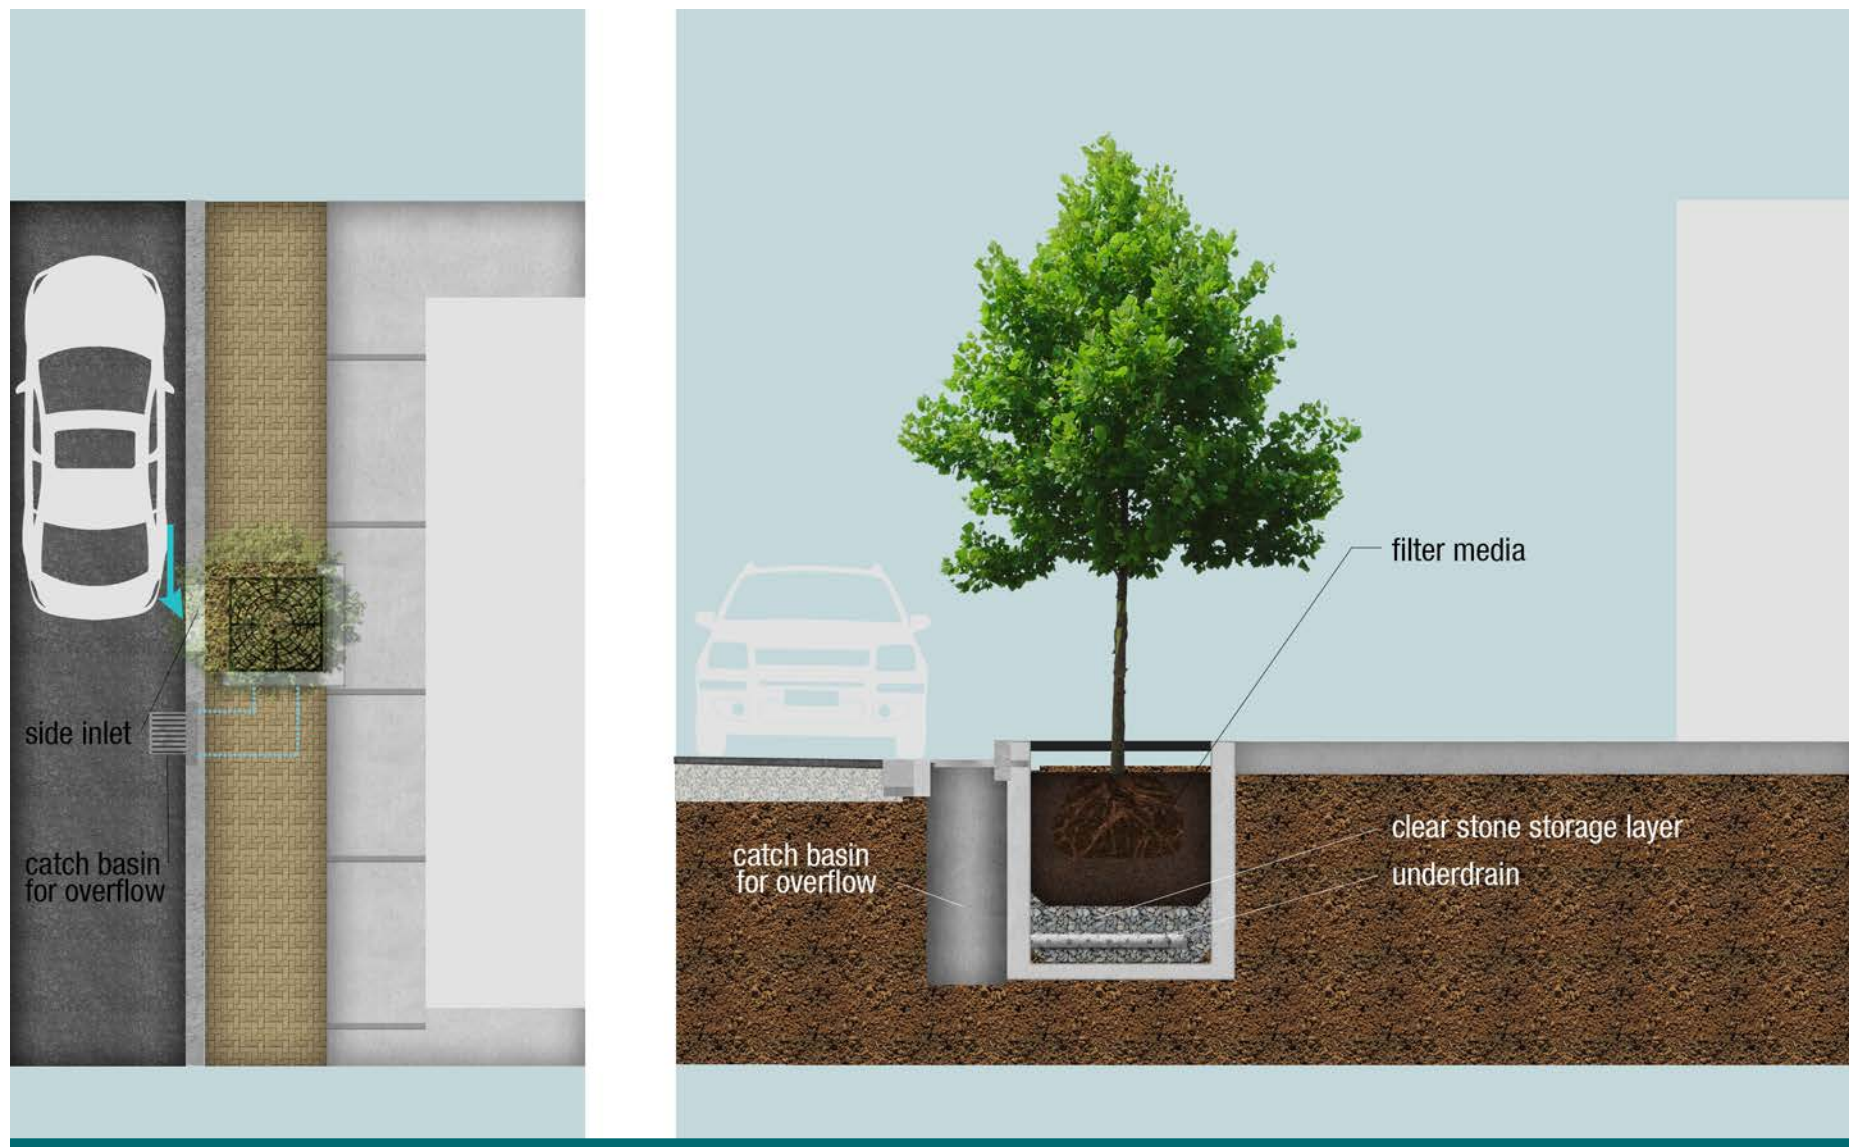 side inlet
catch basin
for overflow
filter media
clear stone storage layer
underdrain
catch basin
for overflow